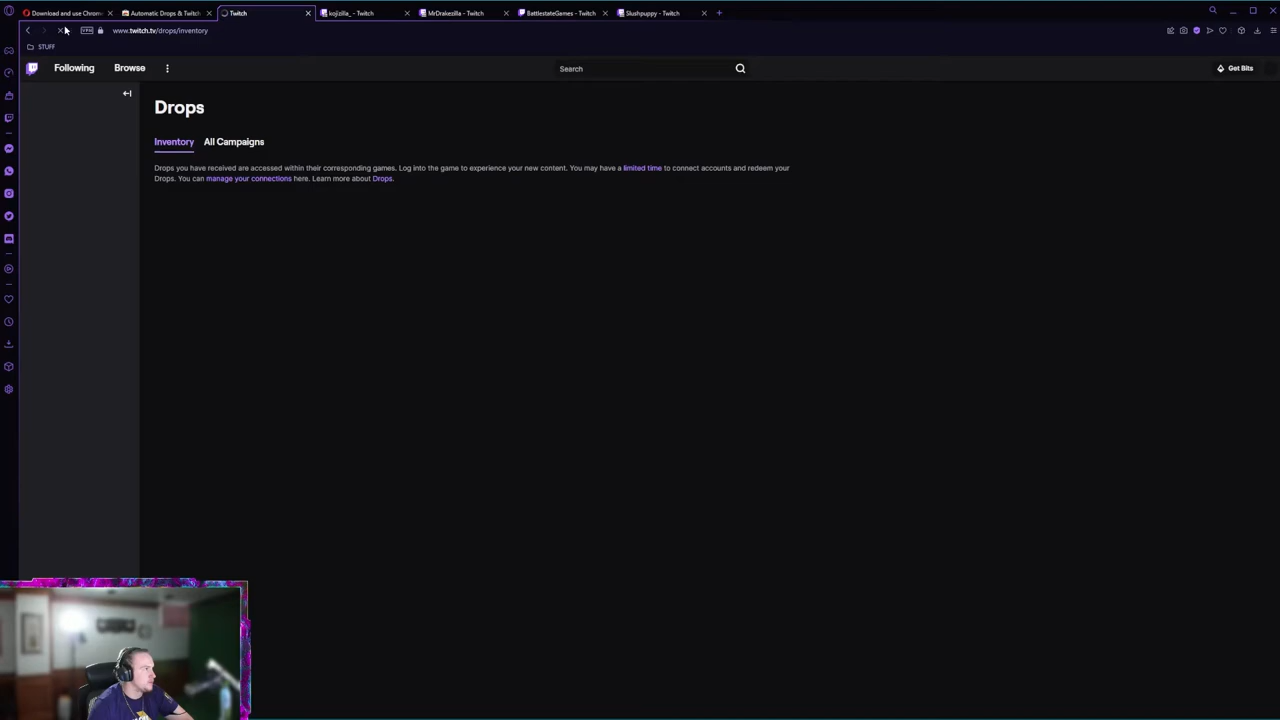 Download and use Chrom
Automatic Drops & Twitch
Twitch
kojizilla_ - Twitch
MrDrakezilla - Twitch
BattlestateGames - Twitch
Slushpuppy - Twitch
VPN
www.twitch.tv/drops/inventory
STUFF
Following
Browse
Search
Get Bits
Drops
Inventory
All Campaigns
Drops you have received are accessed within their corresponding games. Log into the game to experience your new content. You may have a limited time to connect accounts and redeem your
Drops. You can manage your connections here. Learn more about Drops.